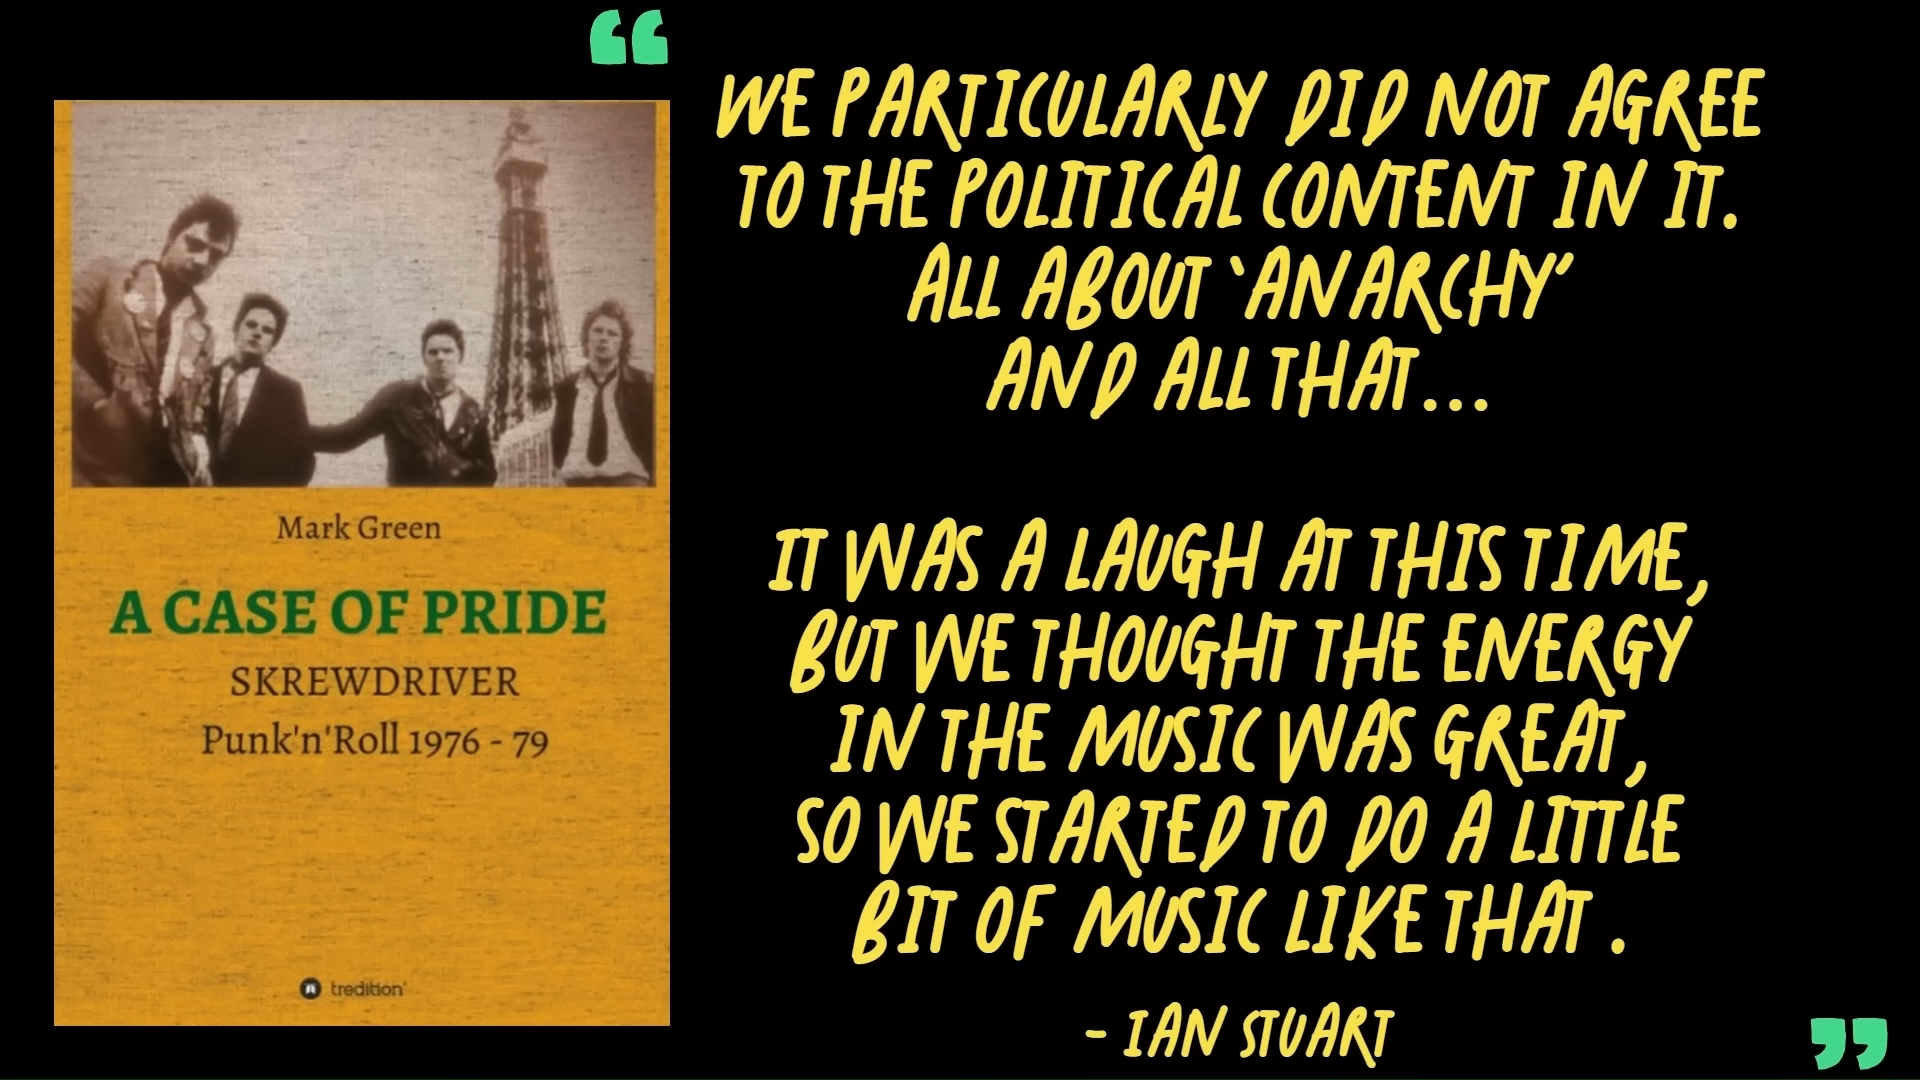 Mark Green
A CASE OF PRIDE
SKREWDRIVER
Punk'n'Roll 1976 - 79
tredition®
“
WE PARTICULARLY DID NOT AGREE
TO THE POLITICAL CONTENT IN IT.
ALL ABOUT ‘ANARCHY’
AND ALL THAT...
IT WAS A LAUGH AT THIS TIME,
BUT WE THOUGHT THE ENERGY
IN THE MUSIC WAS GREAT,
SO WE STARTED TO DO A LITTLE
BIT OF MUSIC LIKE THAT .
- IAN STUART
”